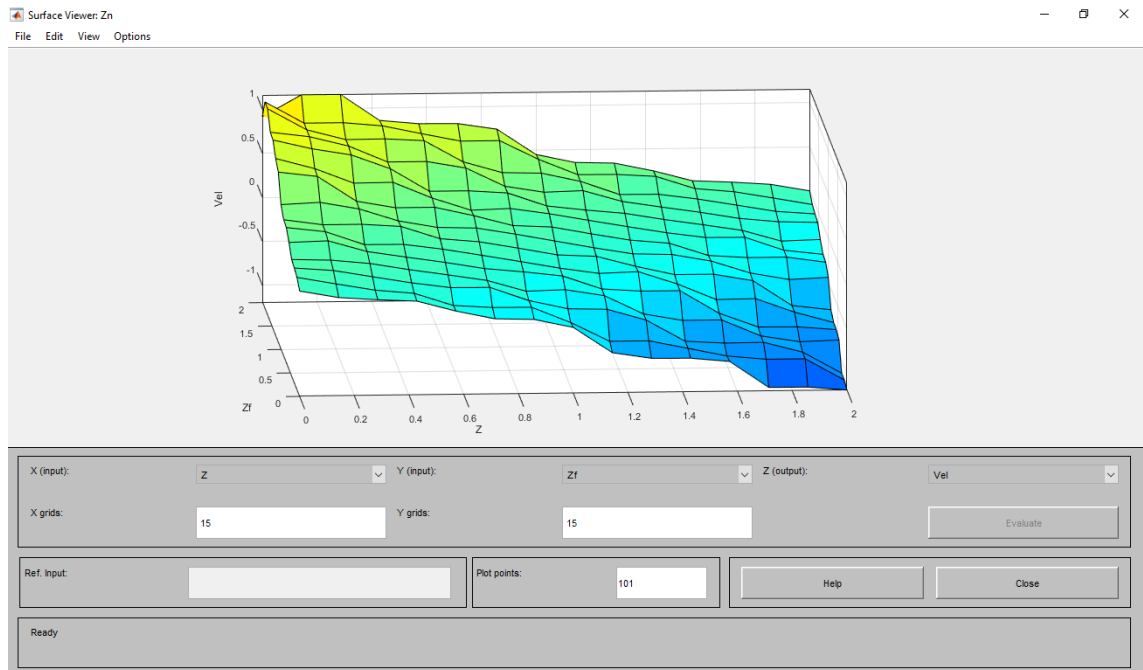 Surface Viewer: Zn
File Edit View Options
1
0.5
0
-0.5
-1
Vel
2
1.5
1
0.5
0
Zf
0 0.2 0.4 0.6 0.8 1 1.2 1.4 1.6 1.8 2
Z
X (input): Z Y (input): Zf Z (output): Vel
X grids: 15 Y grids: 15 Evaluate
Ref. Input: Plot points: 101 Help Close
Ready